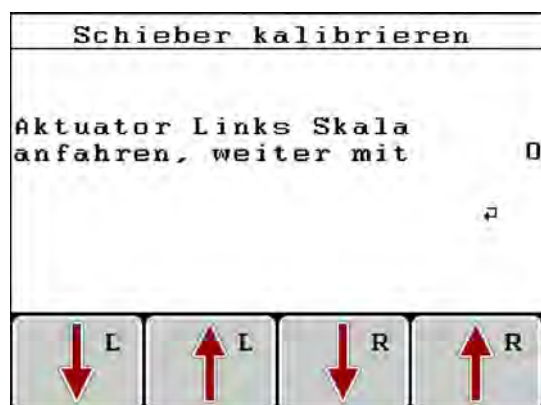 Schieber kalibrieren
Aktuator Links Skala
anfahren, weiter mit 0
↵
L L R R